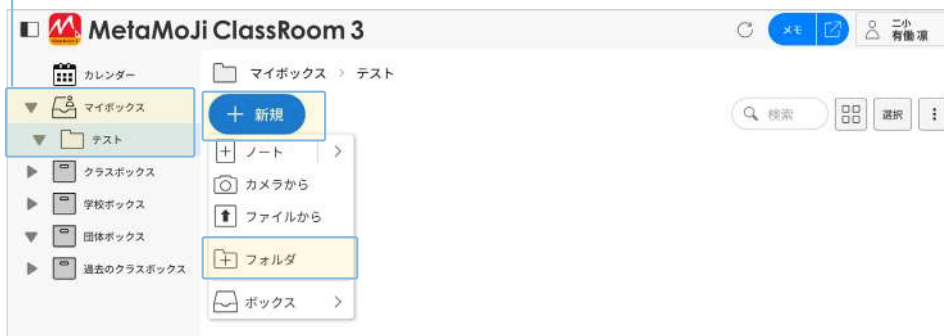 MetaMoJi ClassRoom 3
メモ
二小
有働 凛
カレンダー
マイボックス
テスト
クラスボックス
学校ボックス
団体ボックス
過去のクラスボックス
マイボックス > テスト
+ 新規
検索
選択
ノート >
カメラから
ファイルから
フォルダ
ボックス >